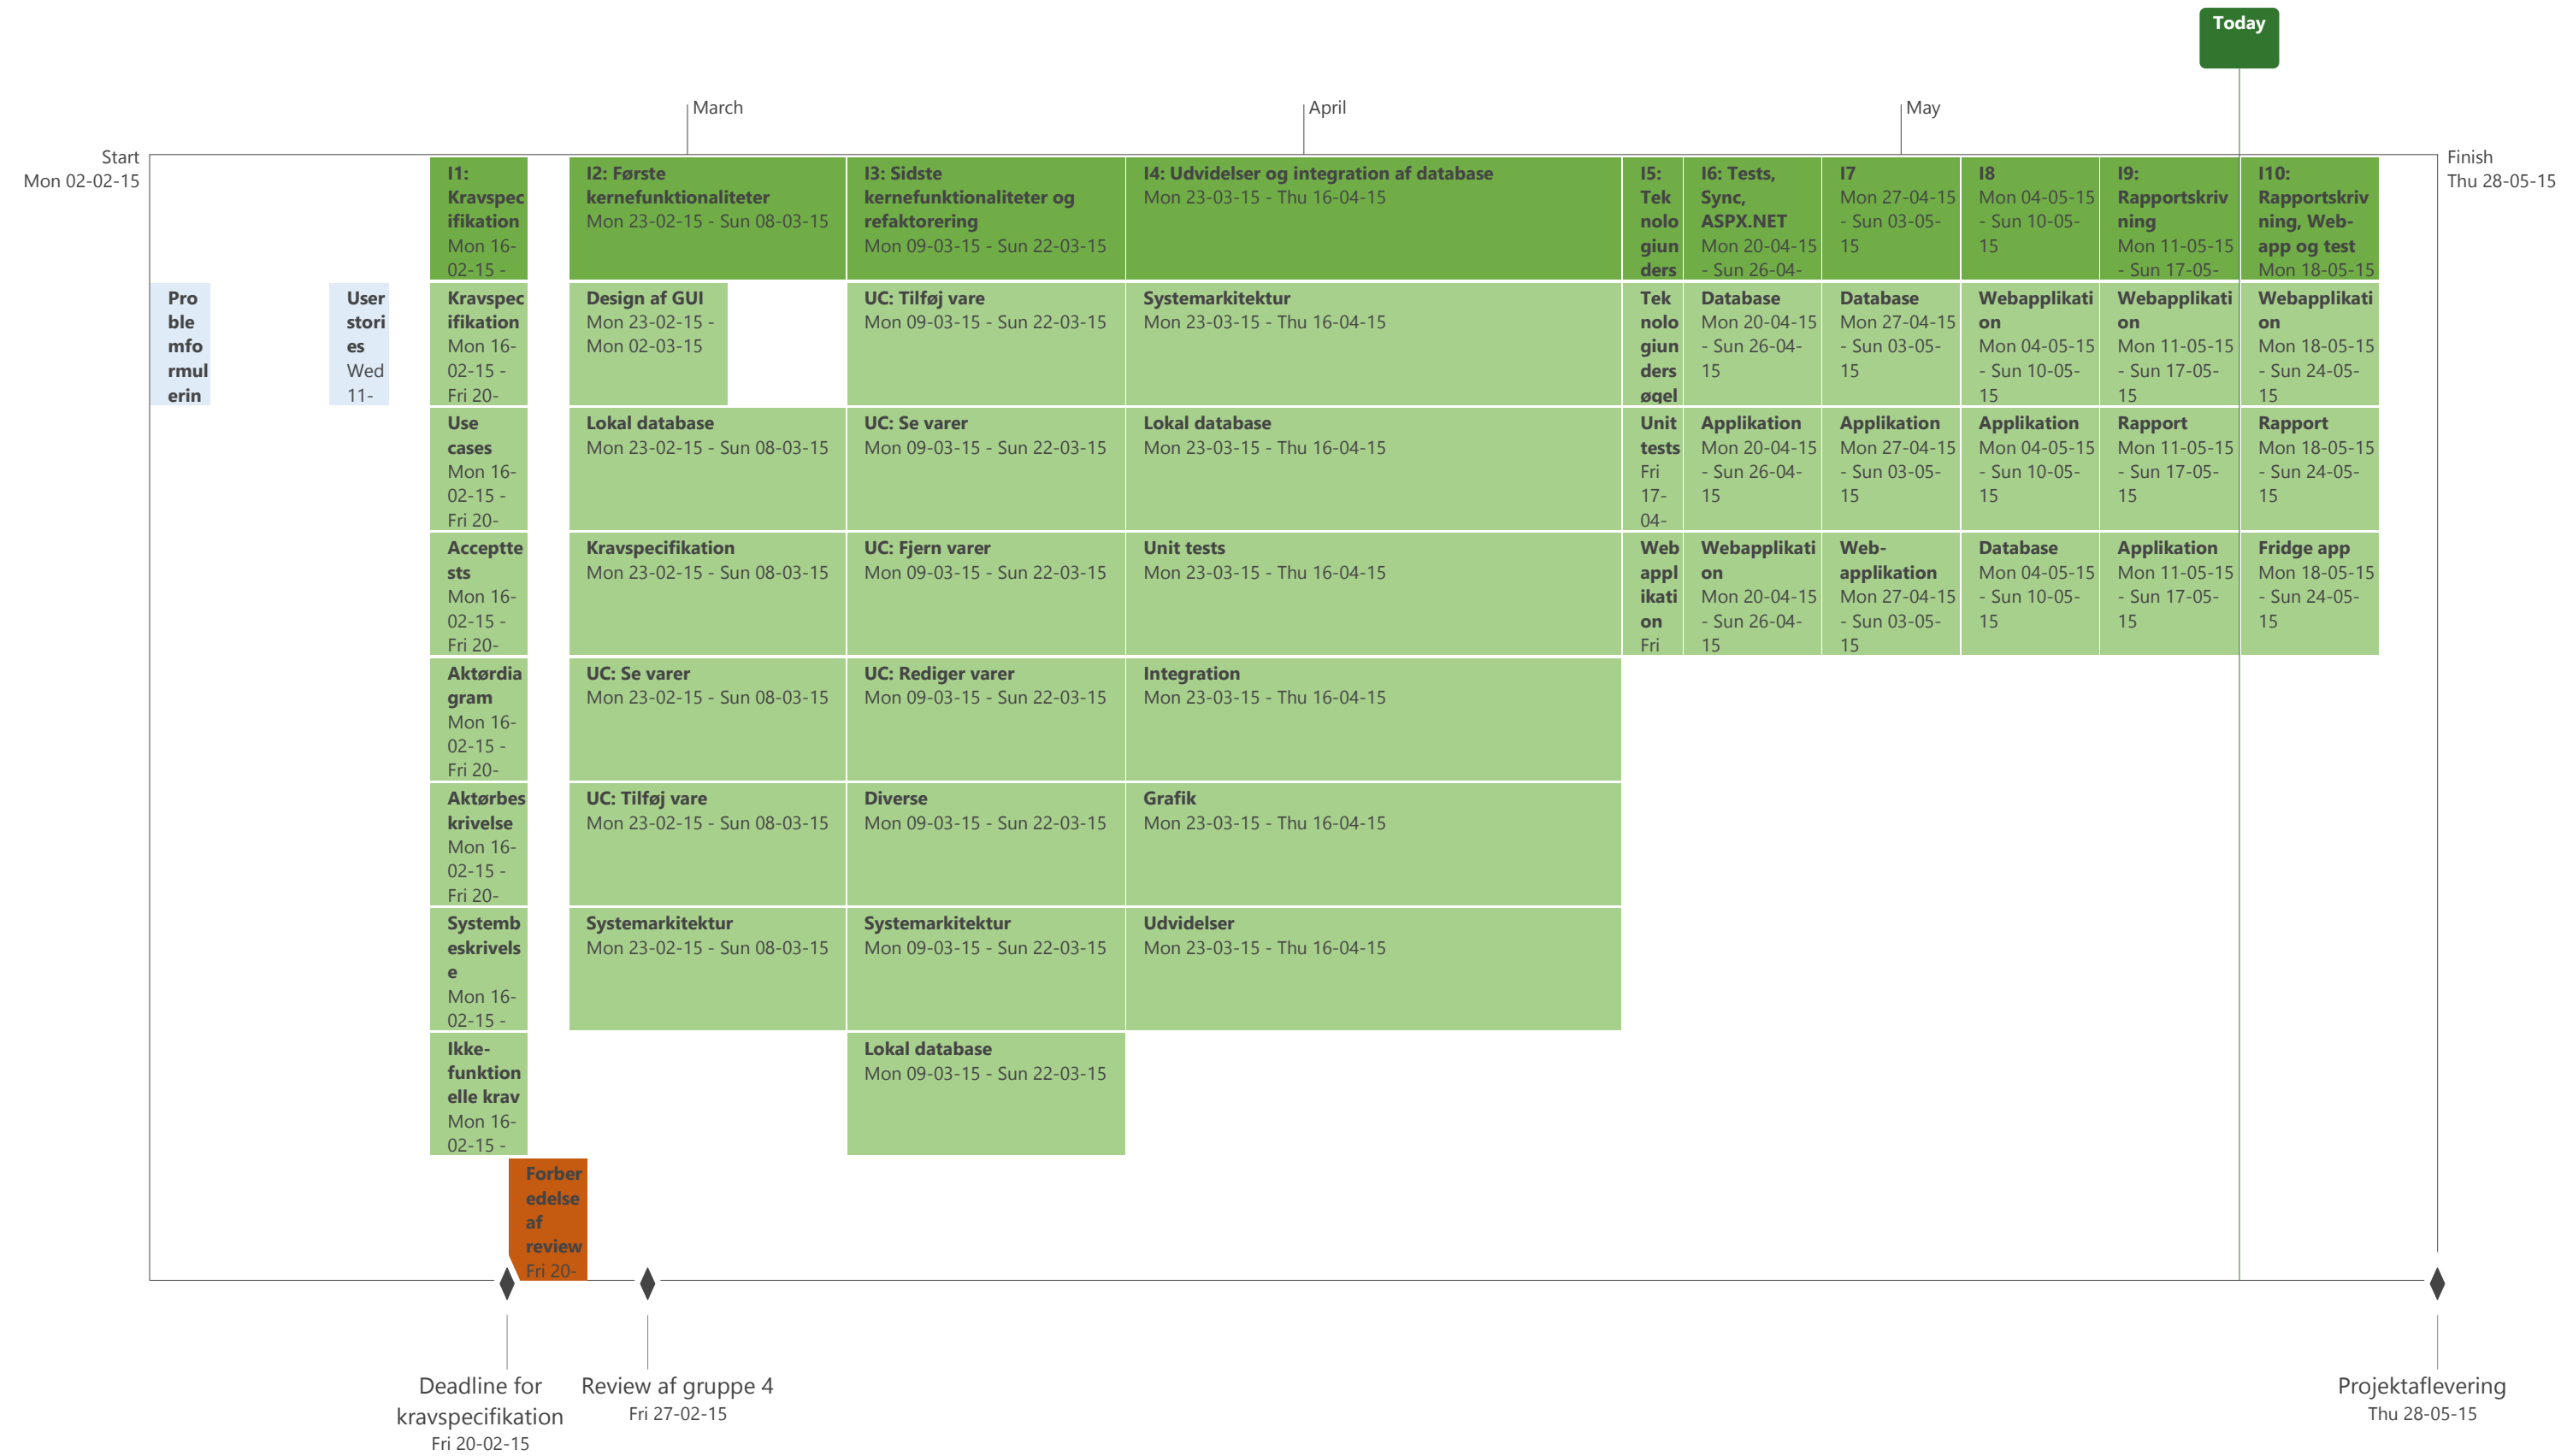 Today
March
April
May
Start
Mon 02-02-15
Finish
Thu 28-05-15
I1:
Kravspec
ifikation
Mon 16-
02-15 -
I2: Første
kernefunktionaliteter
Mon 23-02-15 - Sun 08-03-15
I3: Sidste
kernefunktionaliteter og
refaktorering
Mon 09-03-15 - Sun 22-03-15
I4: Udvidelser og integration af database
Mon 23-03-15 - Thu 16-04-15
I5:
Tek
nolo
giun
ders
I6: Tests,
Sync,
ASPX.NET
Mon 20-04-15
- Sun 26-04-
I7
Mon 27-04-15
- Sun 03-05-
15
I8
Mon 04-05-15
- Sun 10-05-
15
I9:
Rapportskriv
ning
Mon 11-05-15
- Sun 17-05-
I10:
Rapportskriv
ning, Web-
app og test
Mon 18-05-15
Pro
ble
mfo
rmul
erin
User
stori
es
Wed
11-
Kravspec
ifikation
Mon 16-
02-15 -
Fri 20-
Design af GUI
Mon 23-02-15 -
Mon 02-03-15
UC: Tilføj vare
Mon 09-03-15 - Sun 22-03-15
Systemarkitektur
Mon 23-03-15 - Thu 16-04-15
Tek
nolo
giun
ders
øgel
Database
Mon 20-04-15
- Sun 26-04-
15
Database
Mon 27-04-15
- Sun 03-05-
15
Webapplikati
on
Mon 04-05-15
- Sun 10-05-
15
Webapplikati
on
Mon 11-05-15
- Sun 17-05-
15
Webapplikati
on
Mon 18-05-15
- Sun 24-05-
15
Use
cases
Mon 16-
02-15 -
Fri 20-
Lokal database
Mon 23-02-15 - Sun 08-03-15
UC: Se varer
Mon 09-03-15 - Sun 22-03-15
Lokal database
Mon 23-03-15 - Thu 16-04-15
Unit
tests
Fri
17-
04-
Applikation
Mon 20-04-15
- Sun 26-04-
15
Applikation
Mon 27-04-15
- Sun 03-05-
15
Applikation
Mon 04-05-15
- Sun 10-05-
15
Rapport
Mon 11-05-15
- Sun 17-05-
15
Rapport
Mon 18-05-15
- Sun 24-05-
15
Acceptte
sts
Mon 16-
02-15 -
Fri 20-
Kravspecifikation
Mon 23-02-15 - Sun 08-03-15
UC: Fjern varer
Mon 09-03-15 - Sun 22-03-15
Unit tests
Mon 23-03-15 - Thu 16-04-15
Web
appl
ikati
on
Fri
Webapplikati
on
Mon 20-04-15
- Sun 26-04-
15
Web-
applikation
Mon 27-04-15
- Sun 03-05-
15
Database
Mon 04-05-15
- Sun 10-05-
15
Applikation
Mon 11-05-15
- Sun 17-05-
15
Fridge app
Mon 18-05-15
- Sun 24-05-
15
Aktørdia
gram
Mon 16-
02-15 -
Fri 20-
UC: Se varer
Mon 23-02-15 - Sun 08-03-15
UC: Rediger varer
Mon 09-03-15 - Sun 22-03-15
Integration
Mon 23-03-15 - Thu 16-04-15
Aktørbes
krivelse
Mon 16-
02-15 -
Fri 20-
UC: Tilføj vare
Mon 23-02-15 - Sun 08-03-15
Diverse
Mon 09-03-15 - Sun 22-03-15
Grafik
Mon 23-03-15 - Thu 16-04-15
Systemb
eskrivels
e
Mon 16-
02-15 -
Systemarkitektur
Mon 23-02-15 - Sun 08-03-15
Systemarkitektur
Mon 09-03-15 - Sun 22-03-15
Udvidelser
Mon 23-03-15 - Thu 16-04-15
Ikke-
funktion
elle krav
Mon 16-
02-15 -
Lokal database
Mon 09-03-15 - Sun 22-03-15
Forber
edelse
af
review
Fri 20-
Deadline for
kravspecifikation
Fri 20-02-15
Review af gruppe 4
Fri 27-02-15
Projektaflevering
Thu 28-05-15